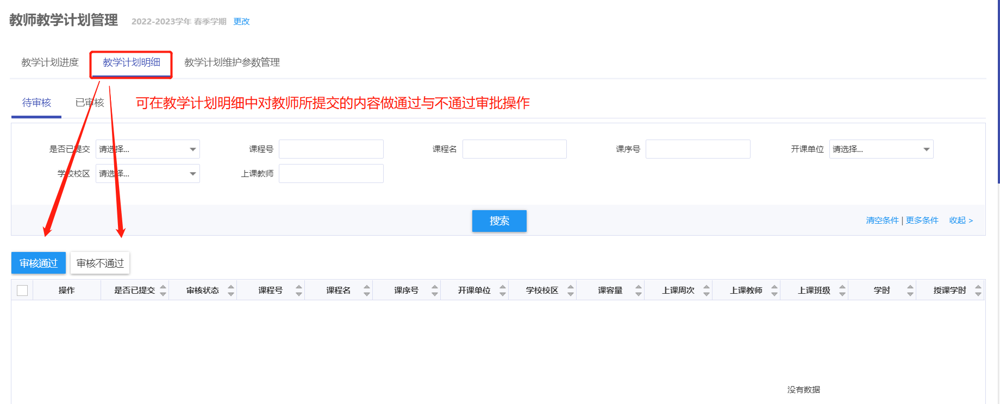 教师教学计划管理 2022-2023学年 春季学期 更改
教学计划进度 教学计划明细 教学计划维护参数管理
待审核 已审核 可在教学计划明细中对教师所提交的内容做通过与不通过审批操作
是否已提交 请选择... 课程号 课程名 课序号 开课单位 请选择...
学校校区 请选择... 上课教师
搜索 清空条件 | 更多条件 收起 >
审核通过 审核不通过
操作 是否已提交 审核状态 课程号 课程名 课序号 开课单位 学校校区 课容量 上课周次 上课教师 上课班级 学时 授课学时
没有数据